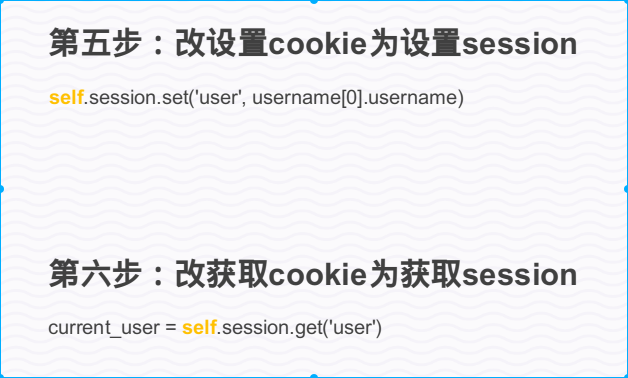 第五步：改设置cookie为设置session
self.session.set('user', username[0].username)
第六步：改获取cookie为获取session
current_user = self.session.get('user')